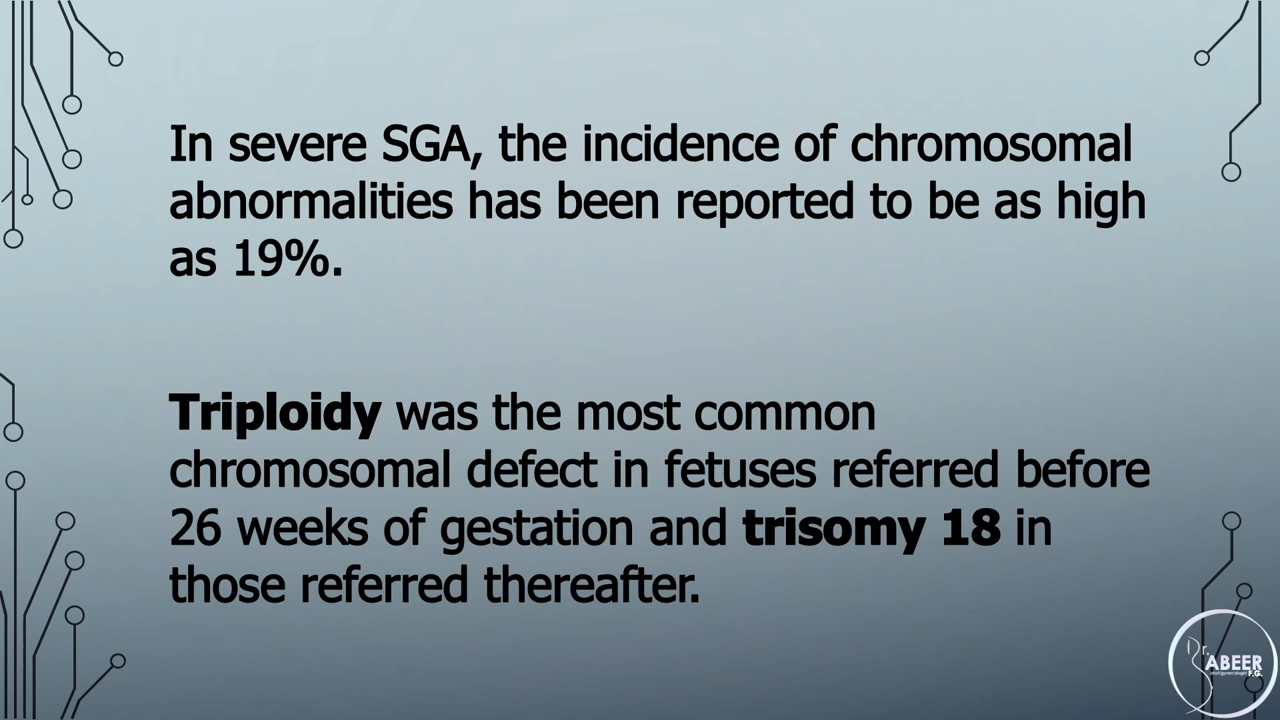 In severe SGA, the incidence of chromosomal
abnormalities has been reported to be as high
as 19%.
Triploidy was the most common
chromosomal defect in fetuses referred before
26 weeks of gestation and trisomy 18 in
those referred thereafter.
Dr.
ABEER
F.G.